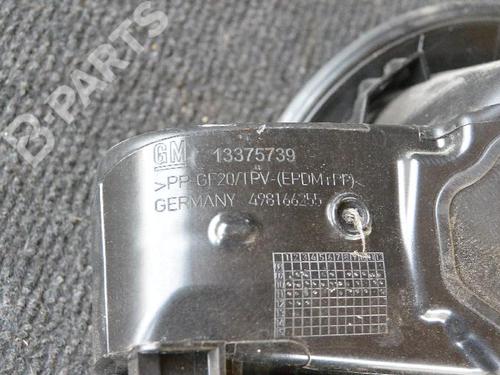 B-PARTS
GM 13375739
>PP-GF20/TPV-(EPDM+PP)<
GERMANY 498166255